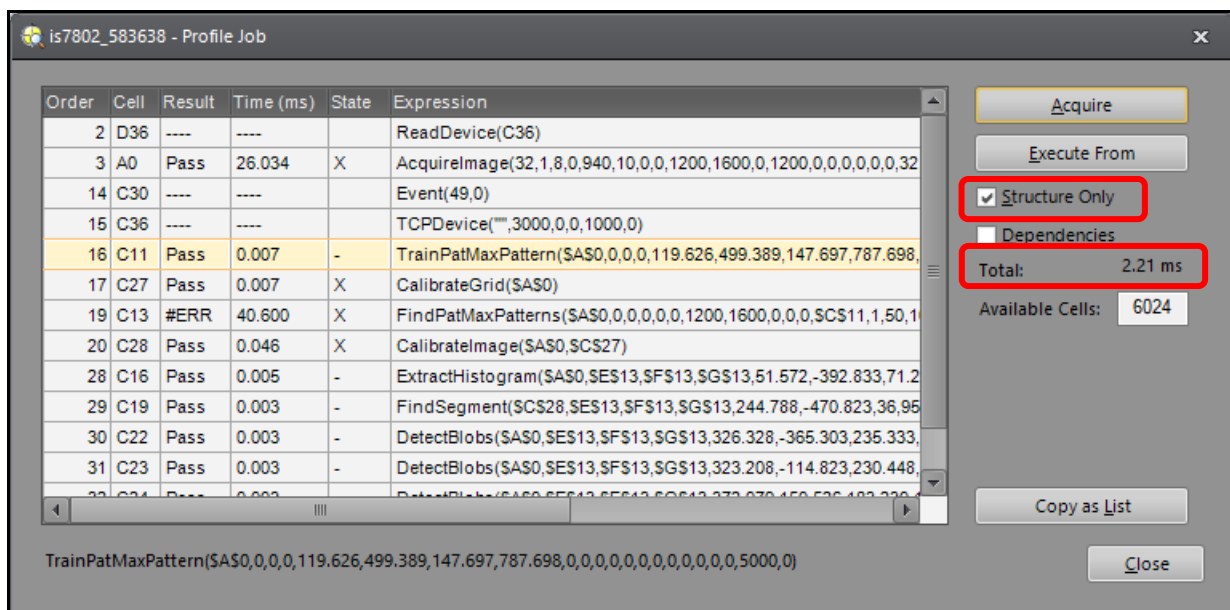 is7802_583638 - Profile Job
Order Cell Result Time (ms) State Expression
2 D36 ---- ---- ReadDevice(C36)
3 A0 Pass 26.034 X AcquireImage(32,1,8,0,940,10,0,0,1200,1600,0,1200,0,0,0,0,0,0,32
14 C30 ---- ---- Event(49,0)
15 C36 ---- ---- TCPDevice("",3000,0,0,1000,0)
16 C11 Pass 0.007 - TrainPatMaxPattern($A$0,0,0,0,119.626,499.389,147.697,787.698,
17 C27 Pass 0.007 X CalibrateGrid($A$0)
19 C13 #ERR 40.600 X FindPatMaxPatterns($A$0,0,0,0,0,0,1200,1600,0,0,0,$C$11,1,50,1
20 C28 Pass 0.046 X CalibrateImage($A$0,$C$27)
28 C16 Pass 0.005 - ExtractHistogram($A$0,$E$13,$F$13,$G$13,51.572,-392.833,71.2
29 C19 Pass 0.003 - FindSegment($C$28,$E$13,$F$13,$G$13,244.788,-470.823,36,95
30 C22 Pass 0.003 - DetectBlobs($A$0,$E$13,$F$13,$G$13,326.328,-365.303,235.333,
31 C23 Pass 0.003 - DetectBlobs($A$0,$E$13,$F$13,$G$13,323.208,-114.823,230.448,
Acquire
Execute From
Structure Only
Dependencies
Total: 2.21 ms
Available Cells: 6024
Copy as List
TrainPatMaxPattern($A$0,0,0,0,119.626,499.389,147.697,787.698,0,0,0,0,0,0,0,0,0,0,0,0,5000,0)
Close